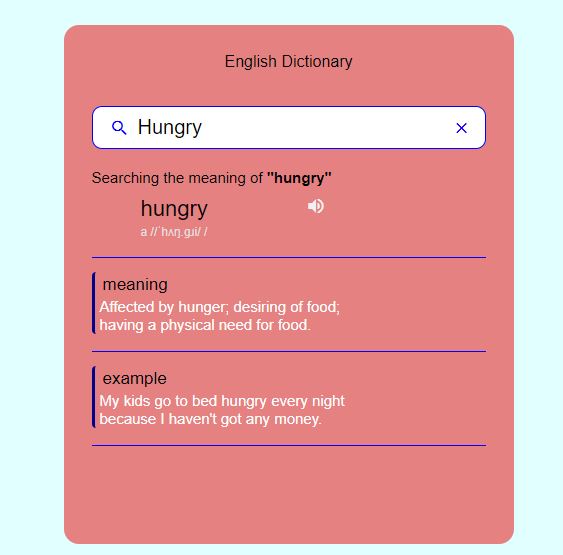 English Dictionary
Hungry
Searching the meaning of "hungry"
hungry
a //ˈhʌŋ.ɡɹi/ /
meaning
Affected by hunger; desiring of food;
having a physical need for food.
example
My kids go to bed hungry every night
because I haven't got any money.